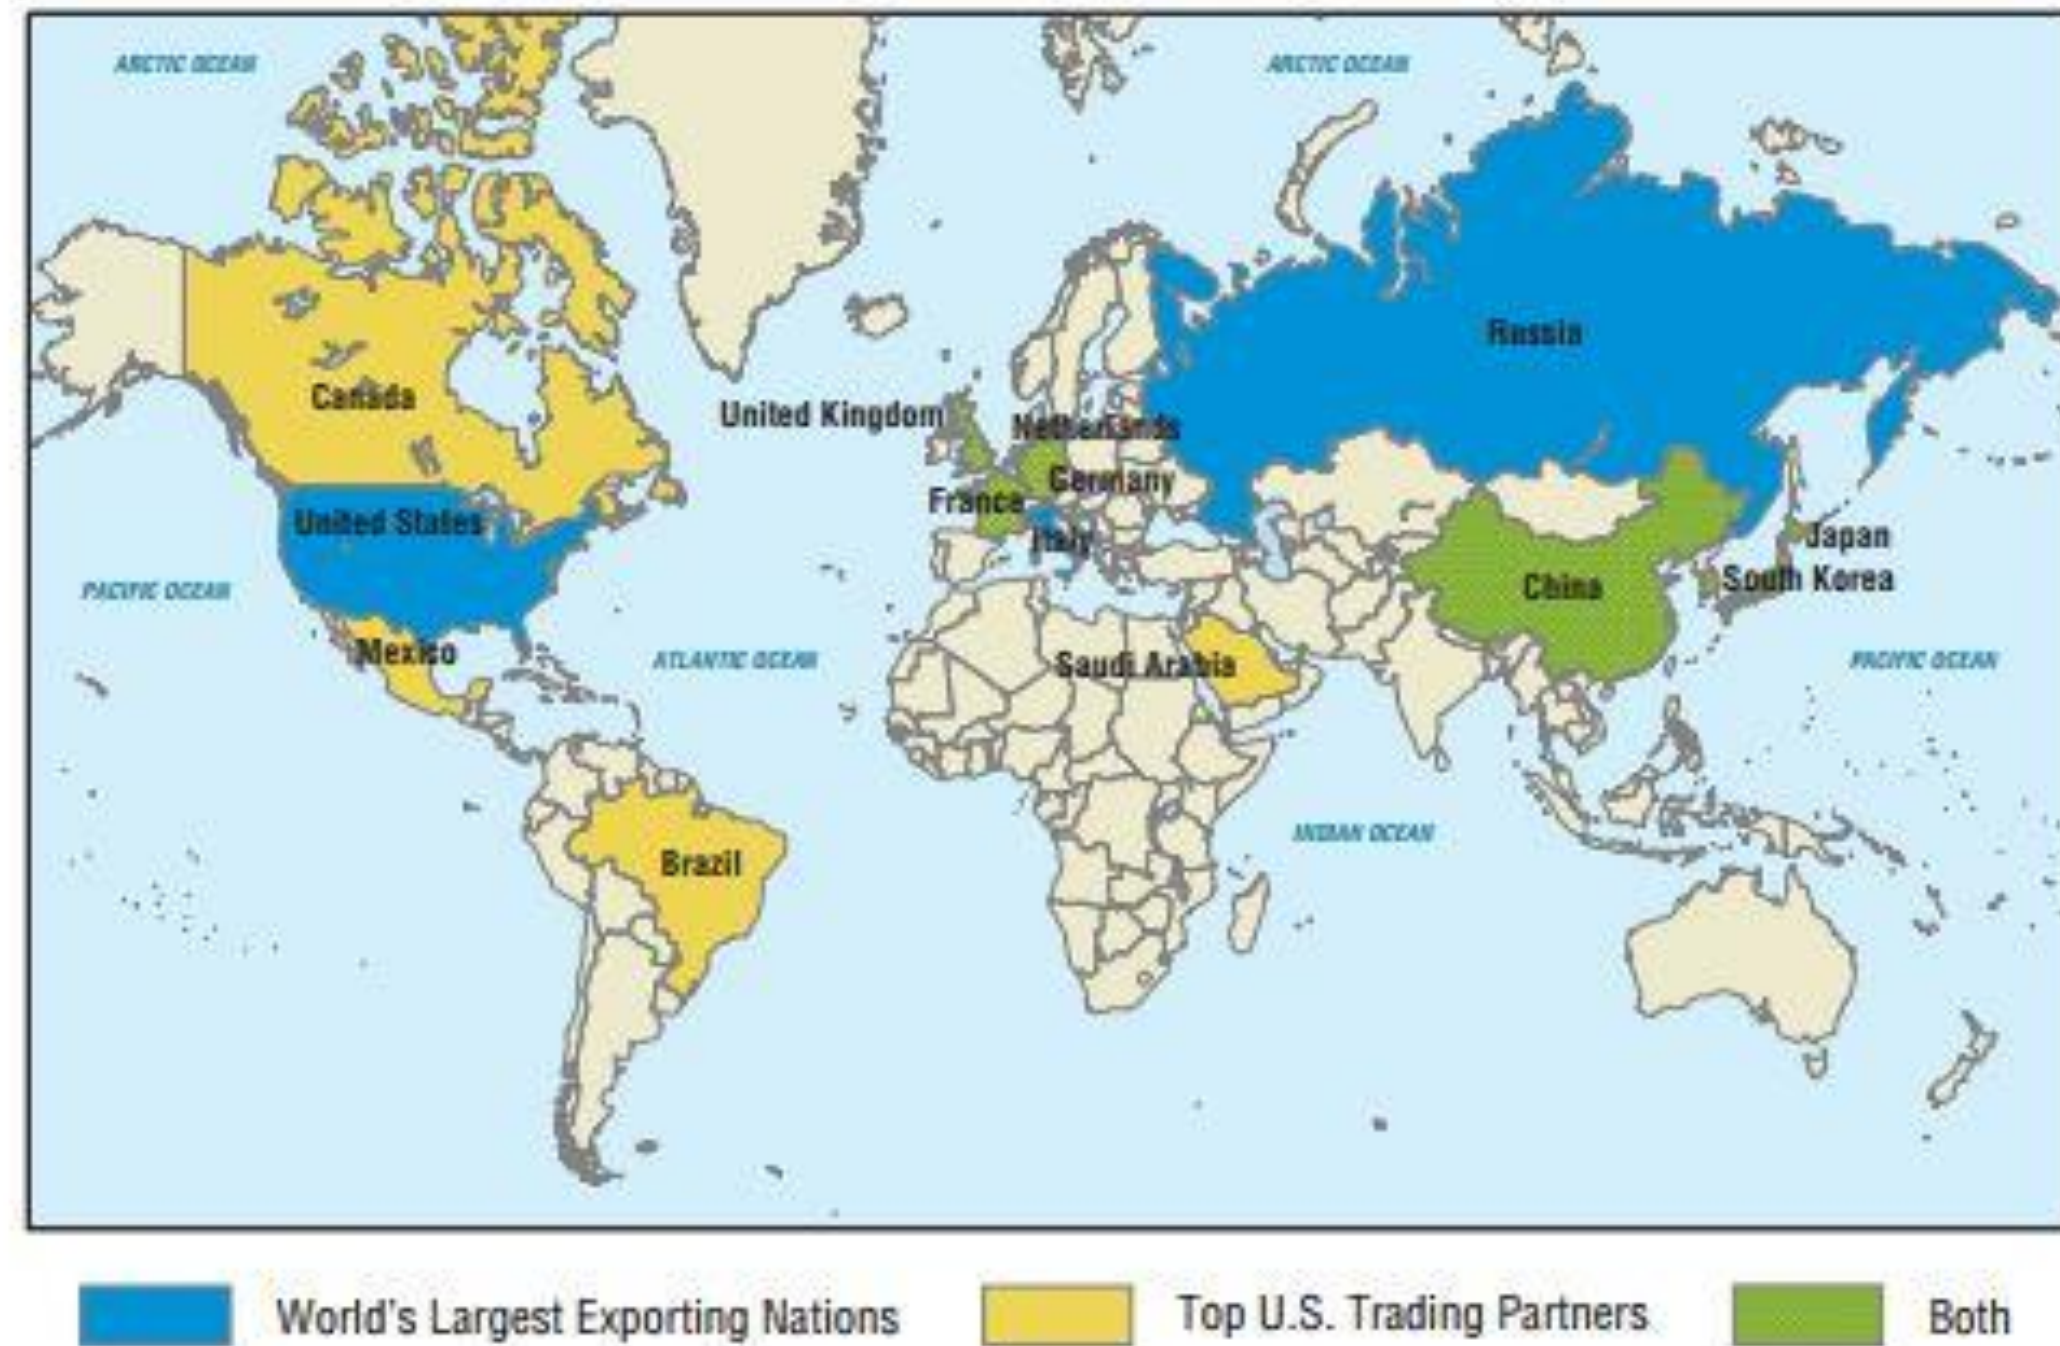 ARCTIC OCEAN
ARCTIC OCEAN
Russia
Canada
United Kingdom
Netherlands
Germany
France
United States
Italy
Japan
China
South Korea
PACIFIC OCEAN
Mexico
ATLANTIC OCEAN
Saudi Arabia
PACIFIC OCEAN
INDIAN OCEAN
Brazil
World's Largest Exporting Nations
Top U.S. Trading Partners
Both